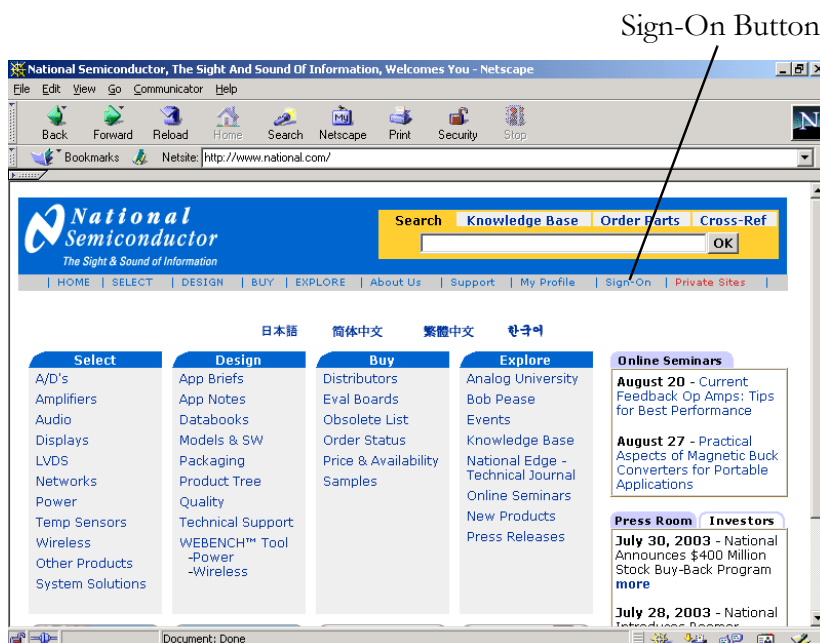 Sign-On Button
National Semiconductor, The Sight And Sound Of Information, Welcomes You - Netscape
File Edit View Go Communicator Help
Back Forward Reload Home Search Netscape Print Security Stop
My
N
Bookmarks Netsite: http://www.national.com/
National
Semiconductor
The Sight & Sound of Information
Search Knowledge Base Order Parts Cross-Ref
OK
| HOME | SELECT | DESIGN | BUY | EXPLORE | About Us | Support | My Profile | Sign-On | Private Sites |
日本語 简体中文 繁體中文 한국어
Select
A/D's
Amplifiers
Audio
Displays
LVDS
Networks
Power
Temp Sensors
Wireless
Other Products
System Solutions
Design
App Briefs
App Notes
Databooks
Models & SW
Packaging
Product Tree
Quality
Technical Support
WEBENCH™ Tool
-Power
-Wireless
Buy
Distributors
Eval Boards
Obsolete List
Order Status
Price & Availability
Samples
Explore
Analog University
Bob Pease
Events
Knowledge Base
National Edge -
Technical Journal
Online Seminars
New Products
Press Releases
Online Seminars
August 20 - Current
Feedback Op Amps: Tips
for Best Performance
August 27 - Practical
Aspects of Magnetic Buck
Converters for Portable
Applications
Press Room Investors
July 30, 2003 - National
Announces $400 Million
Stock Buy-Back Program
more
July 28, 2003 - National
Document: Done